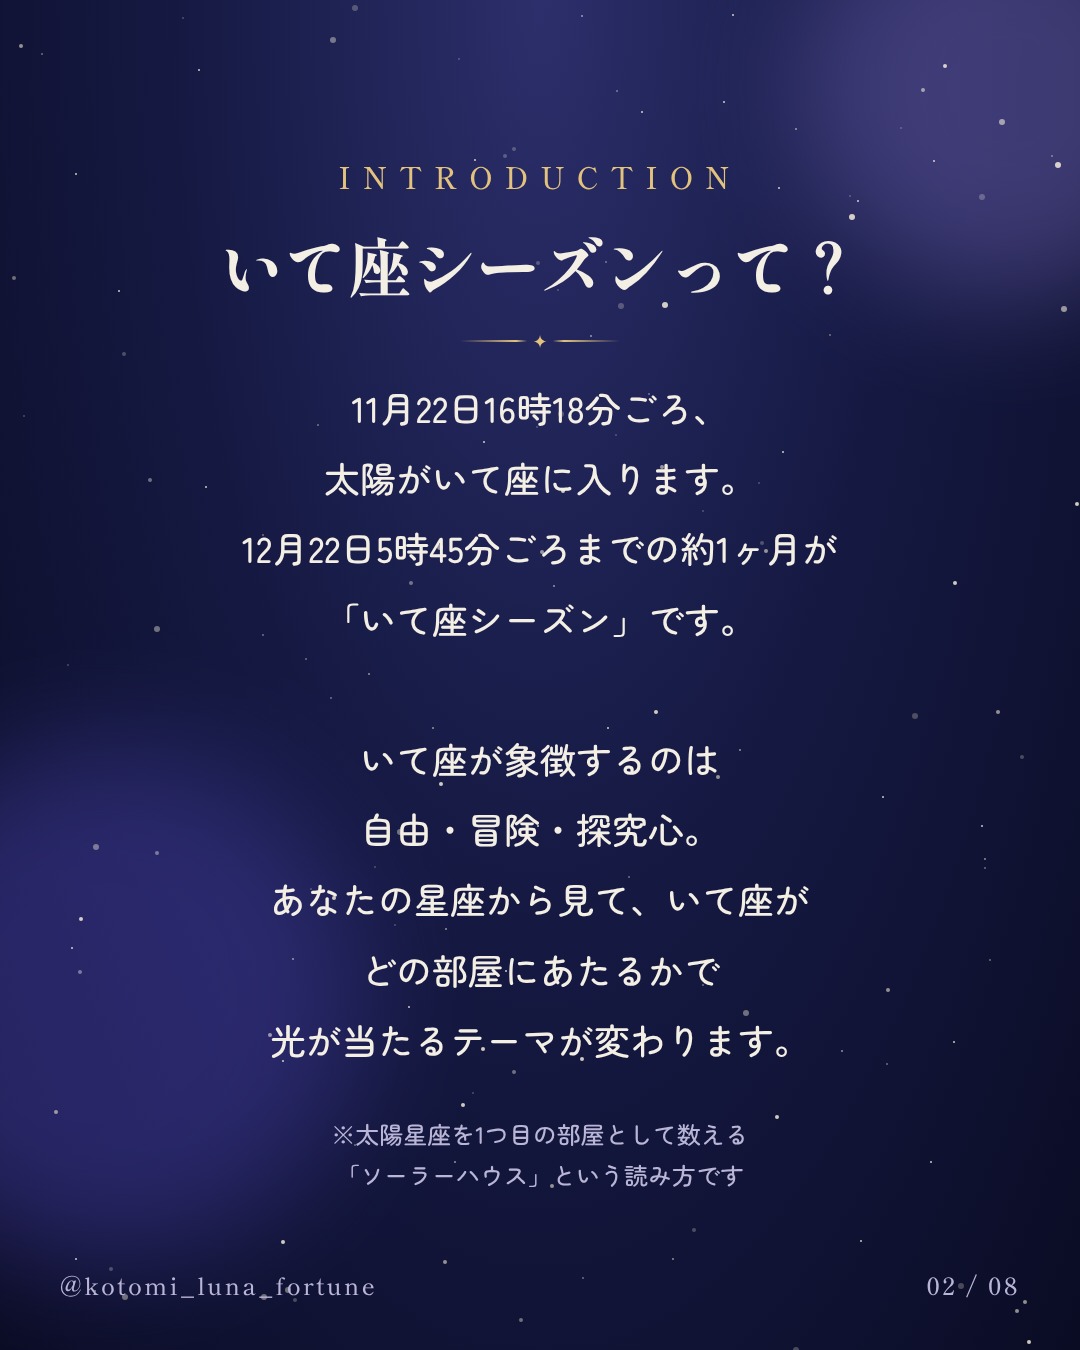 INTRODUCTION
いて座シーズンって？
11月22日16時18分ごろ、
太陽がいて座に入ります。
12月22日5時45分ごろまでの約1ヶ月が
「いて座シーズン」です。
いて座が象徴するのは
自由・冒険・探究心。
あなたの星座から見て、いて座が
どの部屋にあたるかで
光が当たるテーマが変わります。
※太陽星座を1つ目の部屋として数える
「ソーラーハウス」という読み方です
@kotomi_luna_fortune
02 / 08